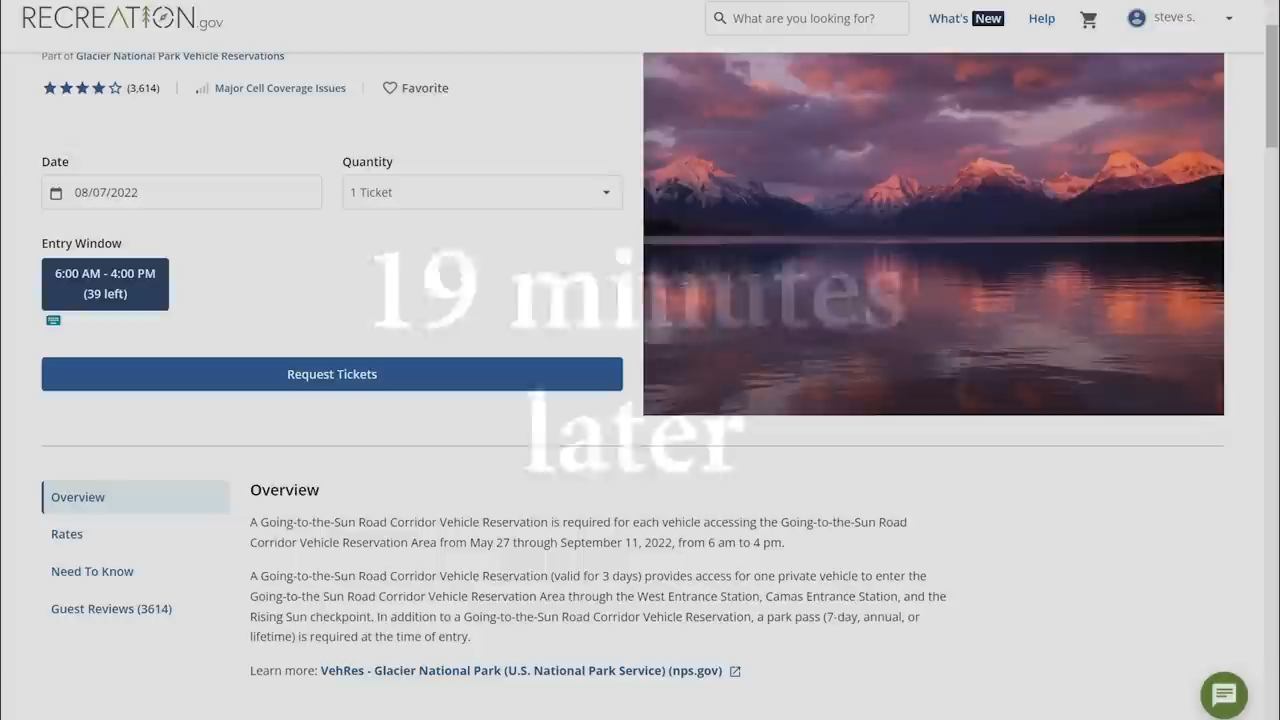 RECREATION.gov
What are you looking for?
What's New
Help
steve s.
Part of Glacier National Park Vehicle Reservations
(3,614)
Major Cell Coverage Issues
Favorite
Date
Quantity
08/07/2022
1 Ticket
Entry Window
6:00 AM - 4:00 PM
(39 left)
19 minutes
later
Request Tickets
Overview
Rates
Need To Know
Guest Reviews (3614)
Overview
A Going-to-the-Sun Road Corridor Vehicle Reservation is required for each vehicle accessing the Going-to-the-Sun Road
Corridor Vehicle Reservation Area from May 27 through September 11, 2022, from 6 am to 4 pm.
A Going-to-the-Sun Road Corridor Vehicle Reservation (valid for 3 days) provides access for one private vehicle to enter the
Going-to-the Sun Road Corridor Vehicle Reservation Area through the West Entrance Station, Camas Entrance Station, and the
Rising Sun checkpoint. In addition to a Going-to-the-Sun Road Corridor Vehicle Reservation, a park pass (7-day, annual, or
lifetime) is required at the time of entry.
Learn more: VehRes - Glacier National Park (U.S. National Park Service) (nps.gov)